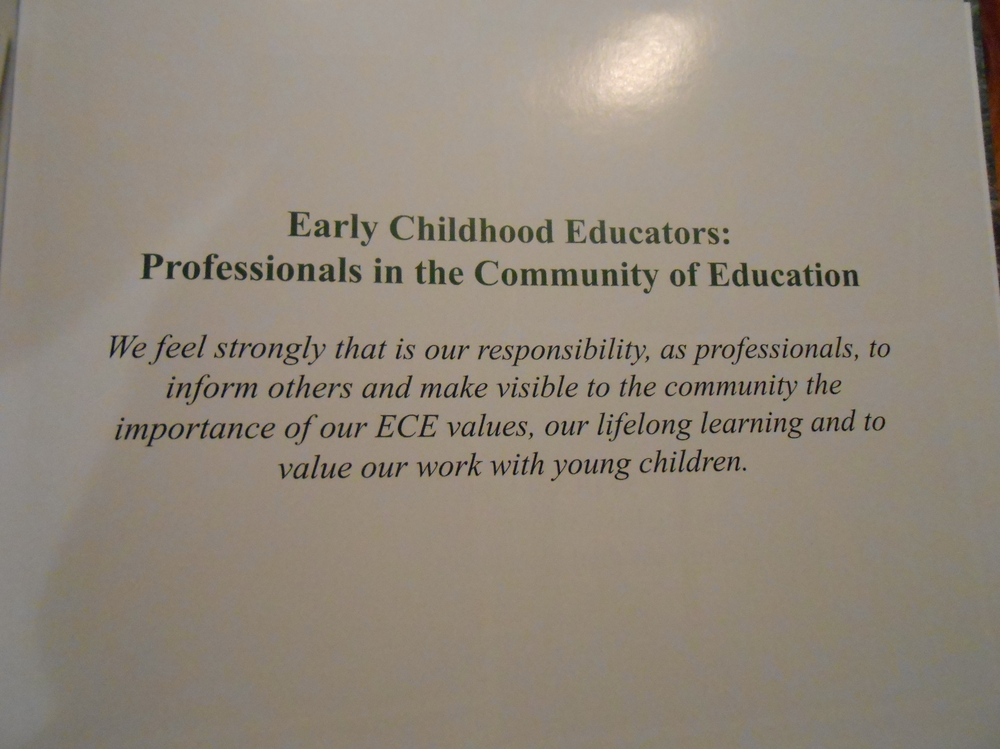 Early Childhood Educators:
Professionals in the Community of Education
We feel strongly that is our responsibility, as professionals, to
inform others and make visible to the community the
importance of our ECE values, our lifelong learning and to
value our work with young children.